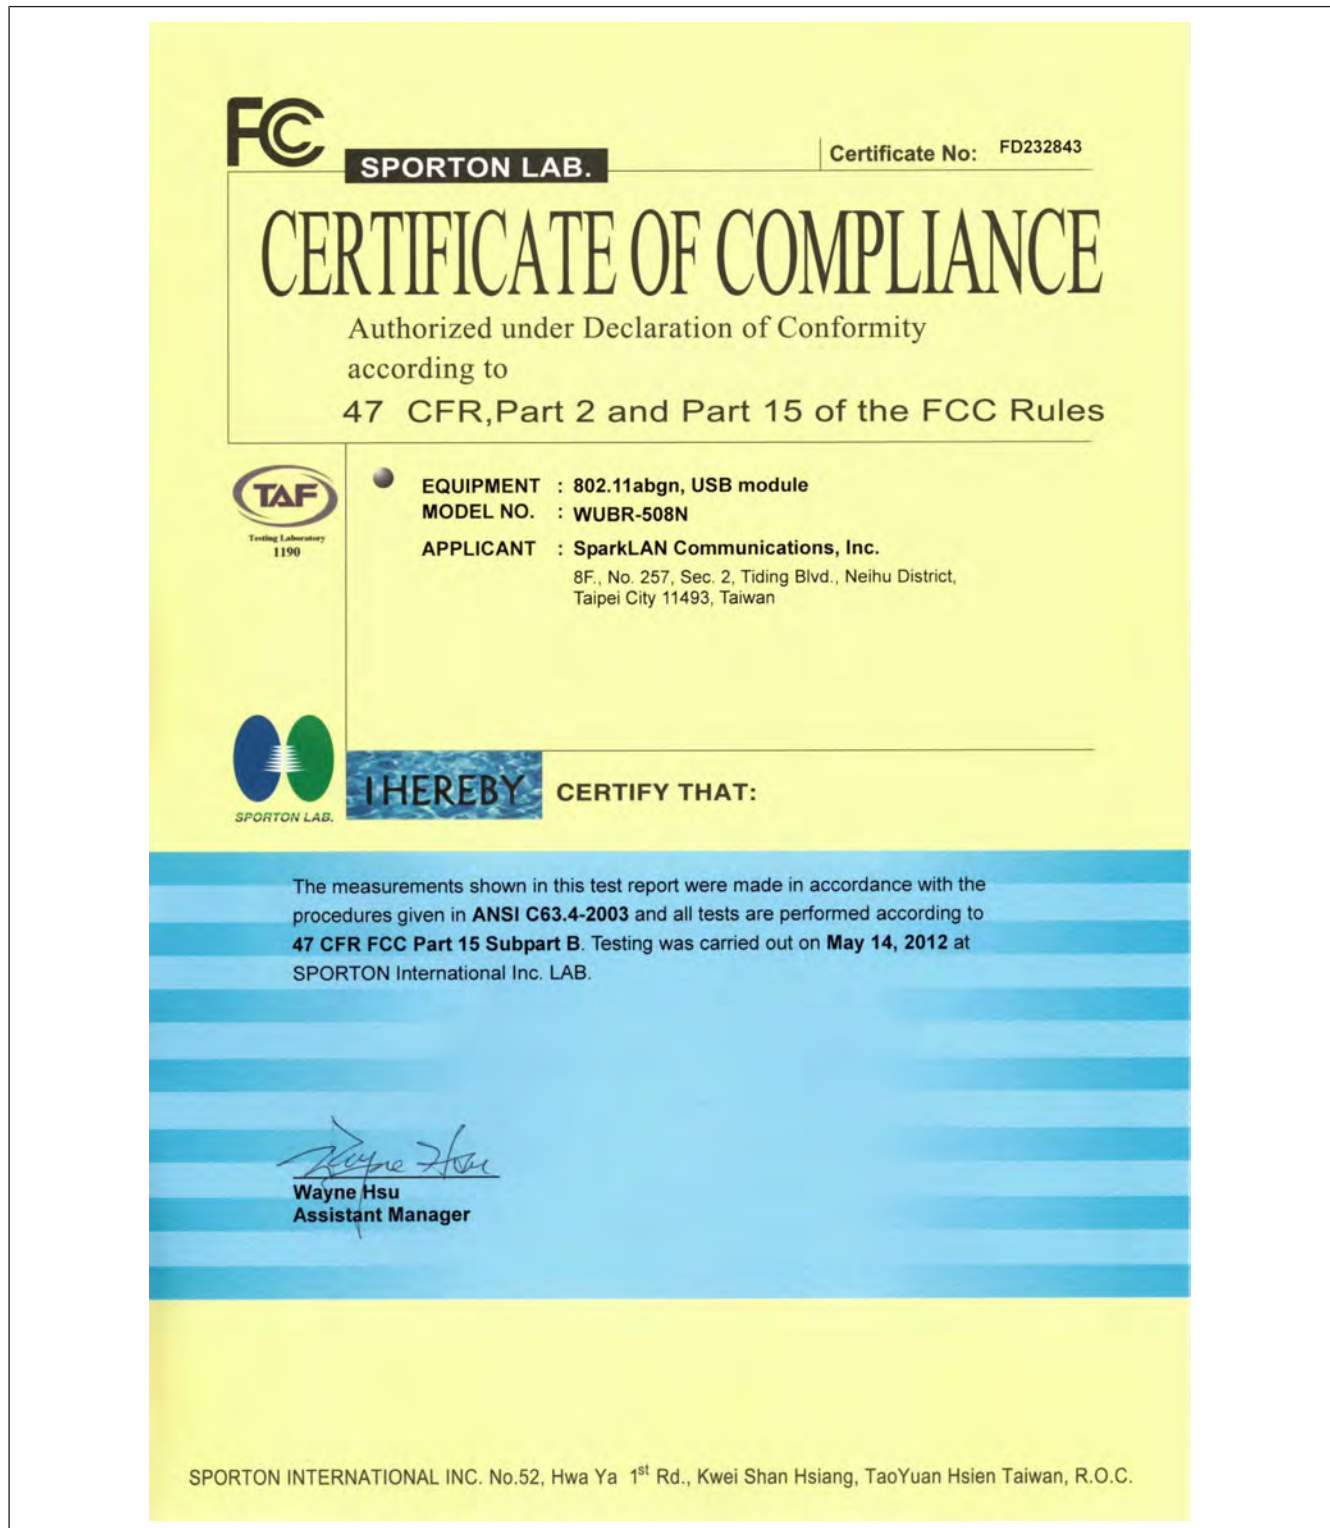 FC
SPORTON LAB.
Certificate No: FD232843
CERTIFICATE OF COMPLIANCE
Authorized under Declaration of Conformity
according to
47 CFR,Part 2 and Part 15 of the FCC Rules
TAF
Testing Laboratory
1190
EQUIPMENT : 802.11abgn, USB module
MODEL NO. : WUBR-508N
APPLICANT : SparkLAN Communications, Inc.
8F., No. 257, Sec. 2, Tiding Blvd., Neihu District,
Taipei City 11493, Taiwan
SPORTON LAB.
I HEREBY CERTIFY THAT:
The measurements shown in this test report were made in accordance with the
procedures given in ANSI C63.4-2003 and all tests are performed according to
47 CFR FCC Part 15 Subpart B. Testing was carried out on May 14, 2012 at
SPORTON International Inc. LAB.
Wayne Hsu
Wayne Hsu
Assistant Manager
SPORTON INTERNATIONAL INC. No.52, Hwa Ya 1st Rd., Kwei Shan Hsiang, TaoYuan Hsien Taiwan, R.O.C.